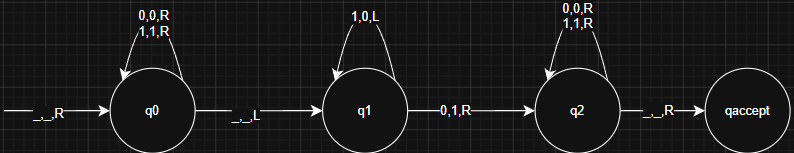 0,0,R
1,1,R
1,0,L
0,0,R
1,1,R
_,_,R
q0
_,_,L
q1
0,1,R
q2
_,_,R
qaccept